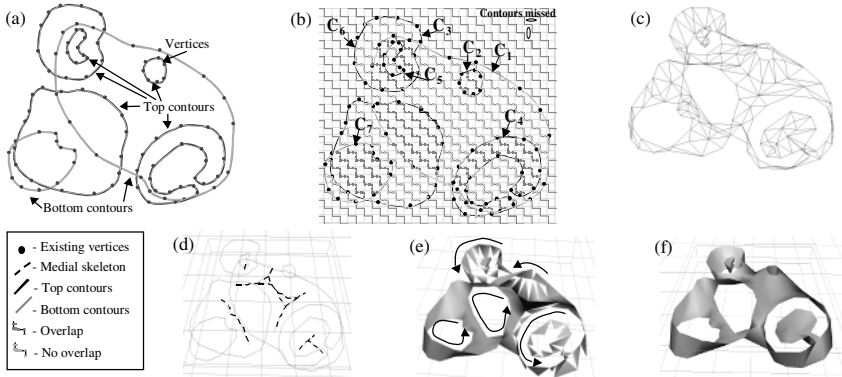 (a)
Vertices
Top contours
Bottom contours
(b)
Contours missed
C6
C3
C2
C1
C5
C4
C7
(c)
- Existing vertices
- Medial skeleton
- Top contours
- Bottom contours
- Overlap
- No overlap
(d)
(e)
(f)